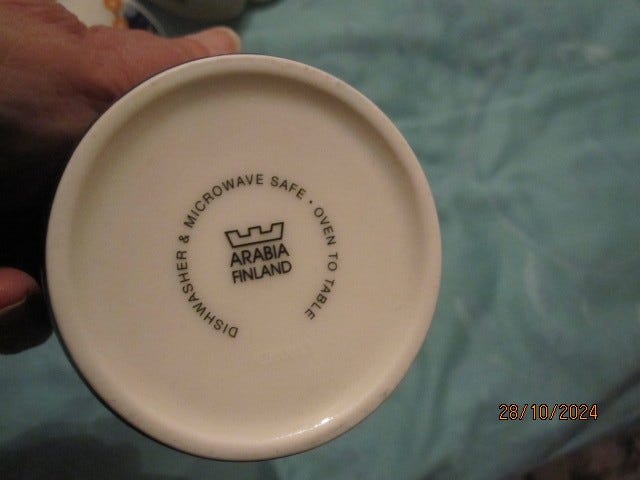 DISHWASHER & MICROWAVE SAFE · OVEN TO TABLE
ARABIA
FINLAND
28/10/2024